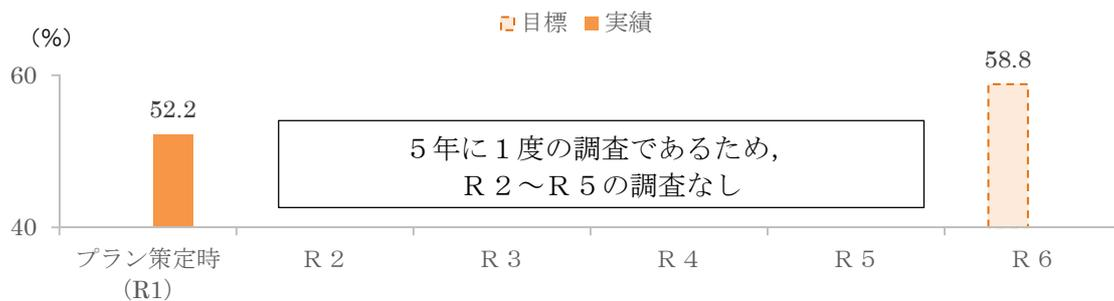 目標 実績
(%)
60
52.2
58.8
5年に1度の調査であるため,
R2〜R5の調査なし
40
プラン策定時
(R1)
R2
R3
R4
R5
R6